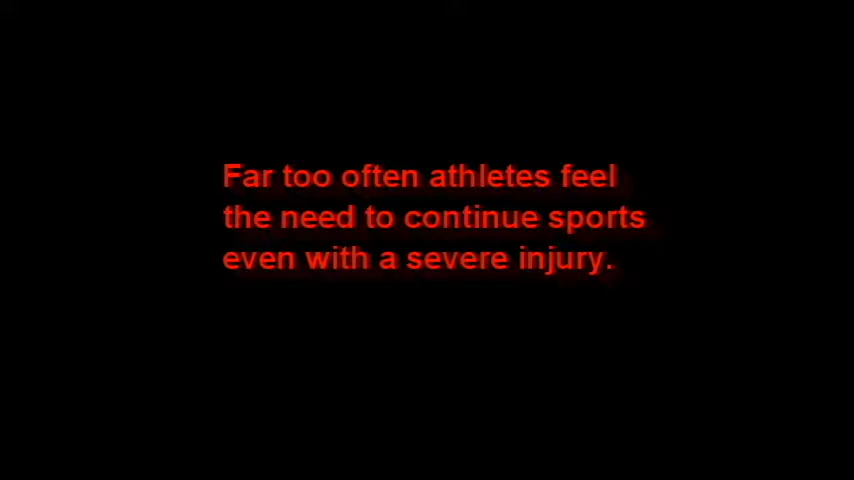 Far too often athletes feel
the need to continue sports
even with a severe injury.